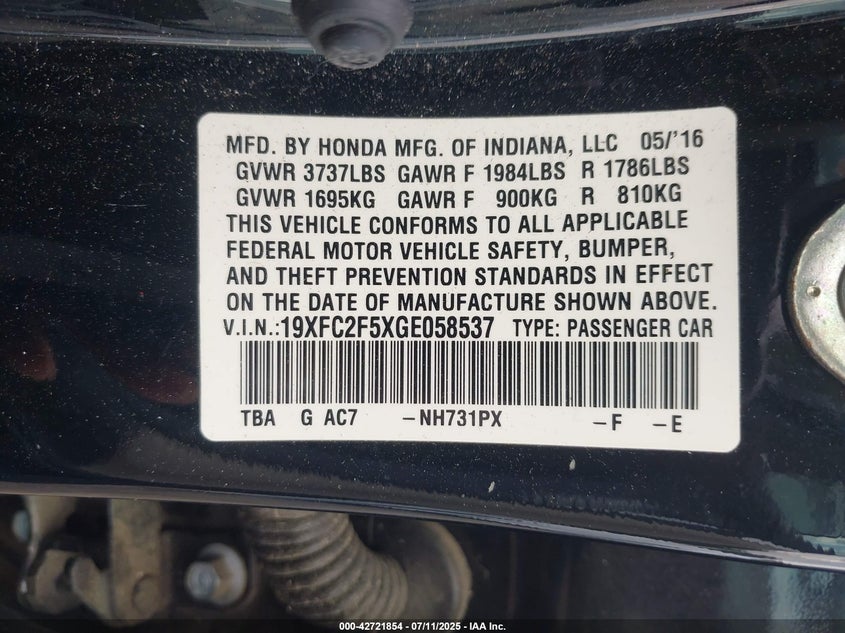 MFD. BY HONDA MFG. OF INDIANA, LLC 05/'16
GVWR 3737LBS GAWR F 1984LBS R 1786LBS
GVWR 1695KG GAWR F 900KG R 810KG
THIS VEHICLE CONFORMS TO ALL APPLICABLE
FEDERAL MOTOR VEHICLE SAFETY, BUMPER,
AND THEFT PREVENTION STANDARDS IN EFFECT
ON THE DATE OF MANUFACTURE SHOWN ABOVE.
V.I.N.:19XFC2F5XGE058537 TYPE: PASSENGER CAR
TBA G AC7 –NH731PX –F –E
000-42721854 - 07/11/2025 - IAA Inc.